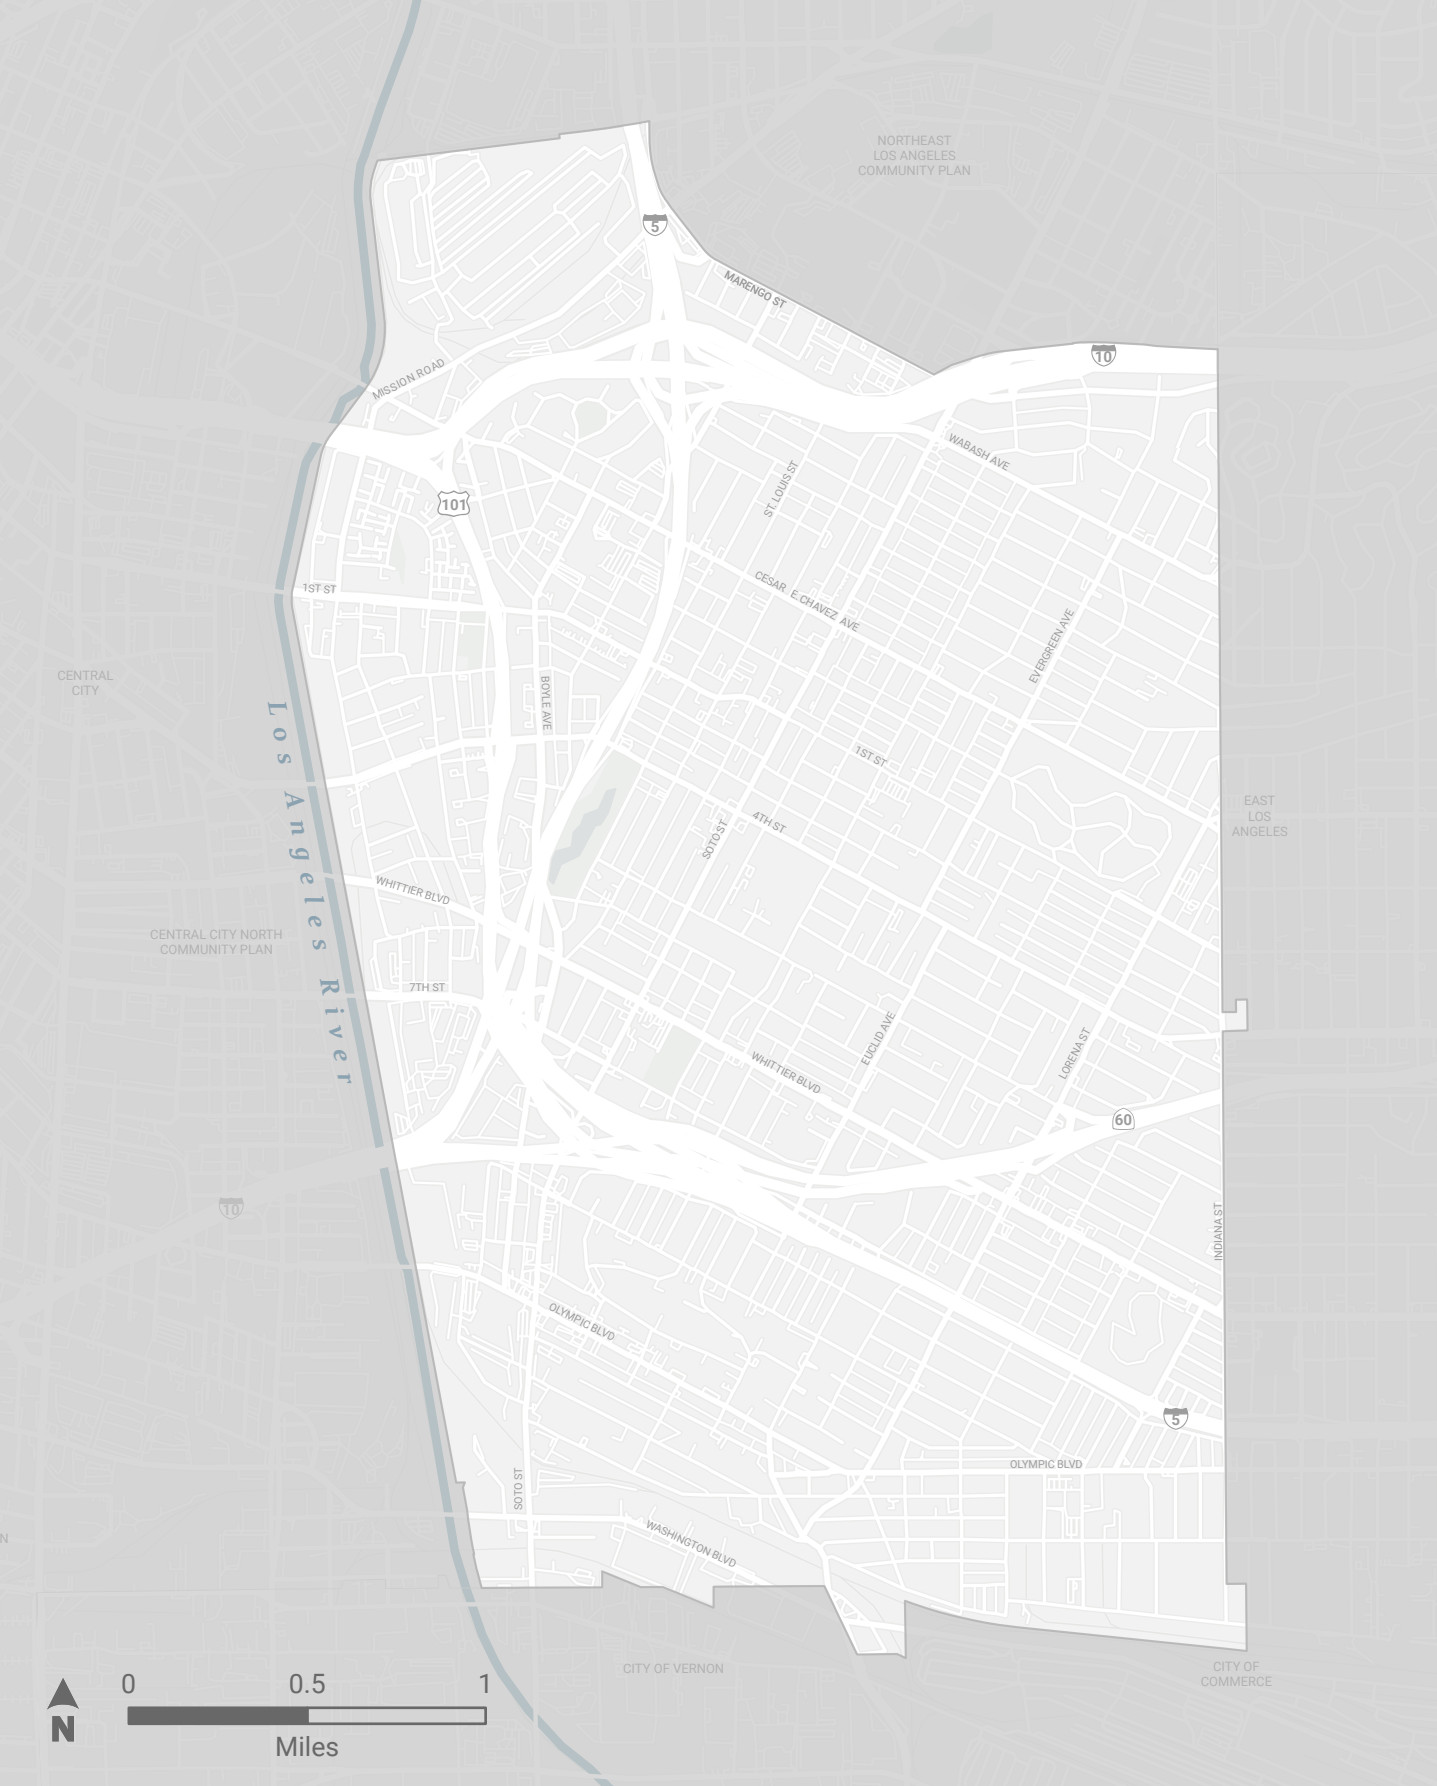 NORTHEAST
LOS ANGELES
COMMUNITY PLAN
5
MARENGO ST
10
MISSION ROAD
WABASH AVE
ST. LOUIS ST
101
1ST ST
CESAR E.CHAVEZ AVE
EVERGREEN AVE
CENTRAL
CITY
BOYLE AVE
Los Angeles River
1ST ST
EAST
LOS
ANGELES
SOTO ST
4TH ST
WHITTIER BLVD
CENTRAL CITY NORTH
COMMUNITY PLAN
7TH ST
EUCLID AVE
LORENA ST
WHITTIER BLVD
60
10
INDIANA ST
OLYMPIC BLVD
5
OLYMPIC BLVD
SOTO ST
WASHINGTON BLVD
N
CITY OF VERNON
CITY OF
COMMERCE
0 0.5 1
N
Miles